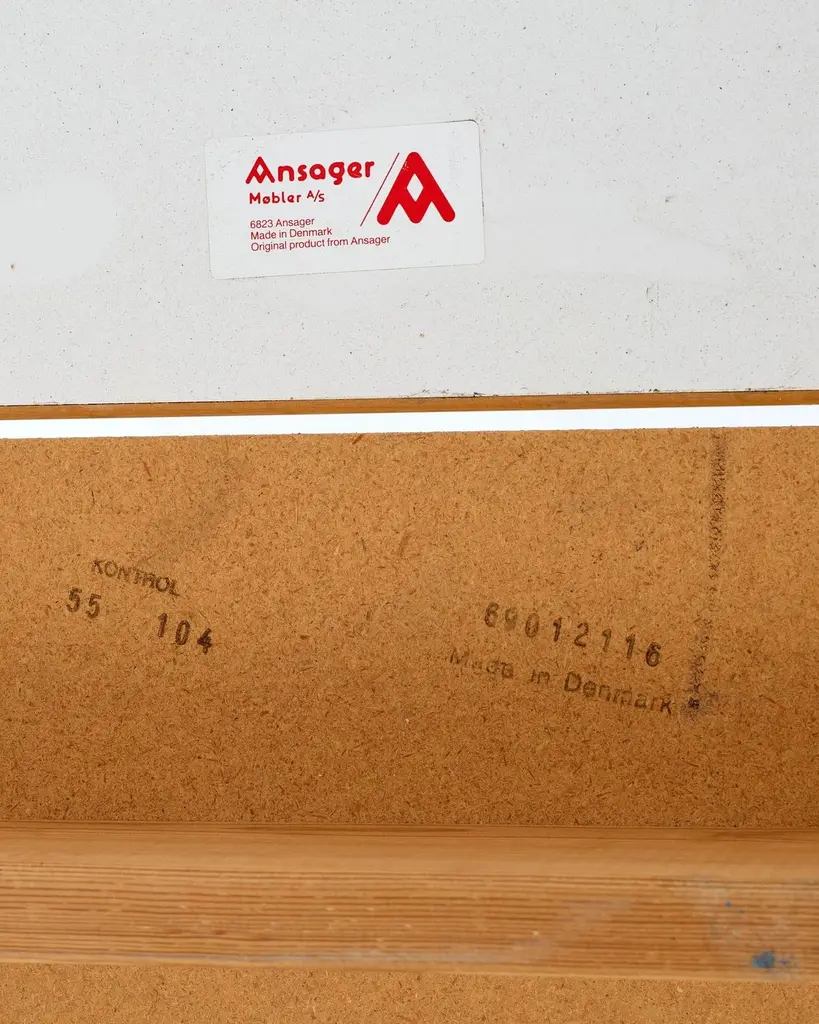 Ansager
Møbler A/S
6823 Ansager
Made in Denmark
Original product from Ansager
KONTROL
55 104
69012116
Made in Denmark